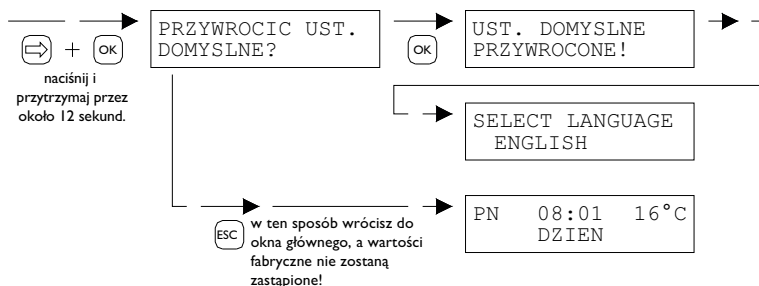 PRZYWROCIC UST.
DOMYSLNE?
UST. DOMYSLNE
PRZYWROCONE!
+ OK
OK
naciśnij i
przytrzymaj przez
około 12 sekund.
SELECT LANGUAGE
ENGLISH
ESC
w ten sposób wrócisz do
okna głównego, a wartości
fabryczne nie zostaną
zastąpione!
PN 08:01 16°C
DZIEN